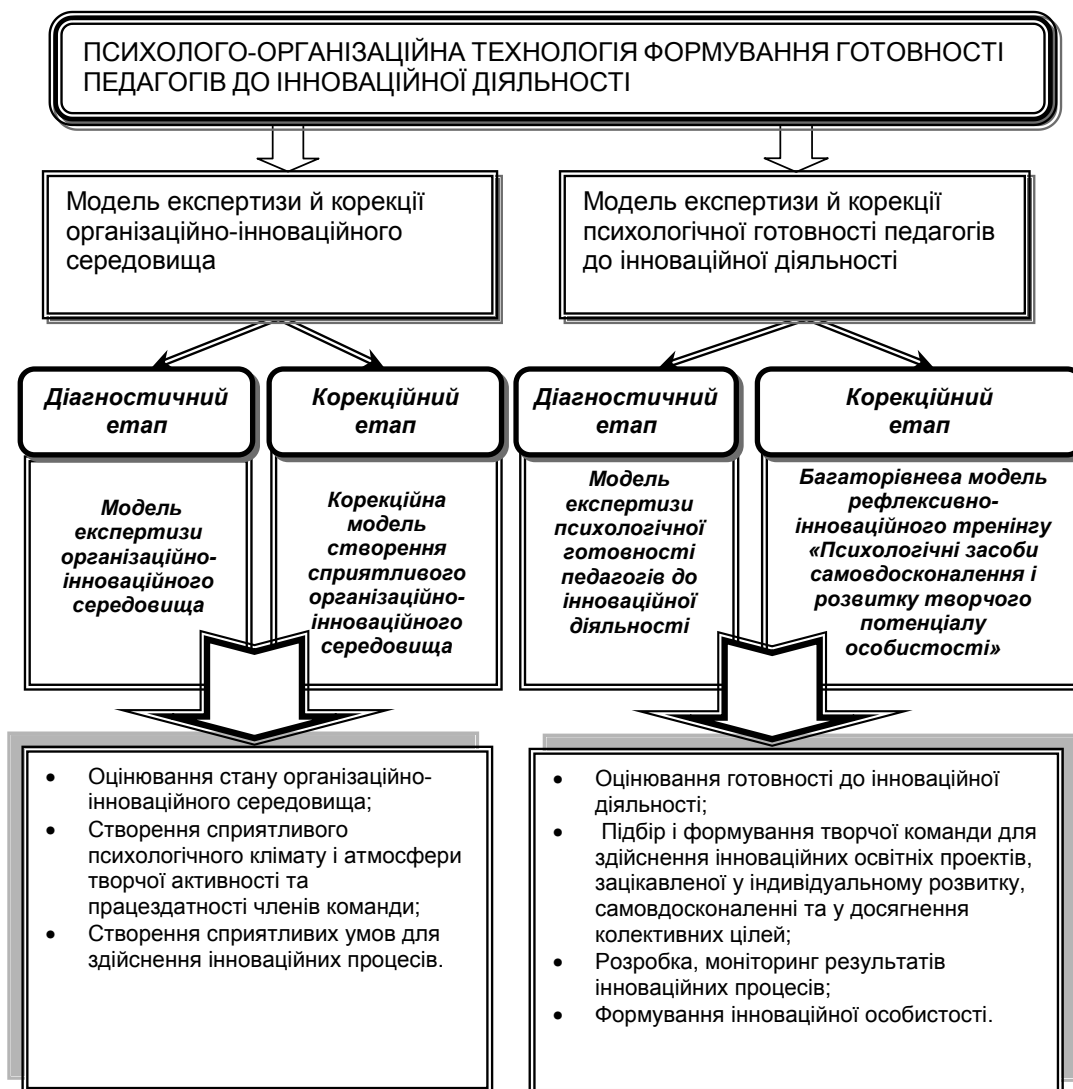 ПСИХОЛОГО-ОРГАНІЗАЦІЙНА ТЕХНОЛОГІЯ ФОРМУВАННЯ ГОТОВНОСТІ
ПЕДАГОГІВ ДО ІННОВАЦІЙНОЇ ДІЯЛЬНОСТІ
Модель експертизи й корекції
організаційно-інноваційного
середовища
Модель експертизи й корекції
психологічної готовності педагогів
до інноваційної діяльності
Діагностичний
етап
Корекційний
етап
Діагностичний
етап
Корекційний
етап
Модель
експертизи
організаційно-
інноваційного
середовища
Корекційна
модель
створення
сприятливого
організаційно-
інноваційного
середовища
Модель
експертизи
психологічної
готовності
педагогів до
інноваційної
діяльності
Багаторівнева модель
рефлексивно-
інноваційного тренінгу
«Психологічні засоби
самовдосконалення і
розвитку творчого
потенціалу
особистості»
• Оцінювання стану організаційно-
інноваційного середовища;
• Створення сприятливого
психологічного клімату і атмосфери
творчої активності та
працездатності членів команди;
• Створення сприятливих умов для
здійснення інноваційних процесів.
• Оцінювання готовності до інноваційної
діяльності;
• Підбір і формування творчої команди для
здійснення інноваційних освітніх проектів,
зацікавленої у індивідуальному розвитку,
самовдосконаленні та у досягнення
колективних цілей;
• Розробка, моніторинг результатів
інноваційних процесів;
• Формування інноваційної особистості.